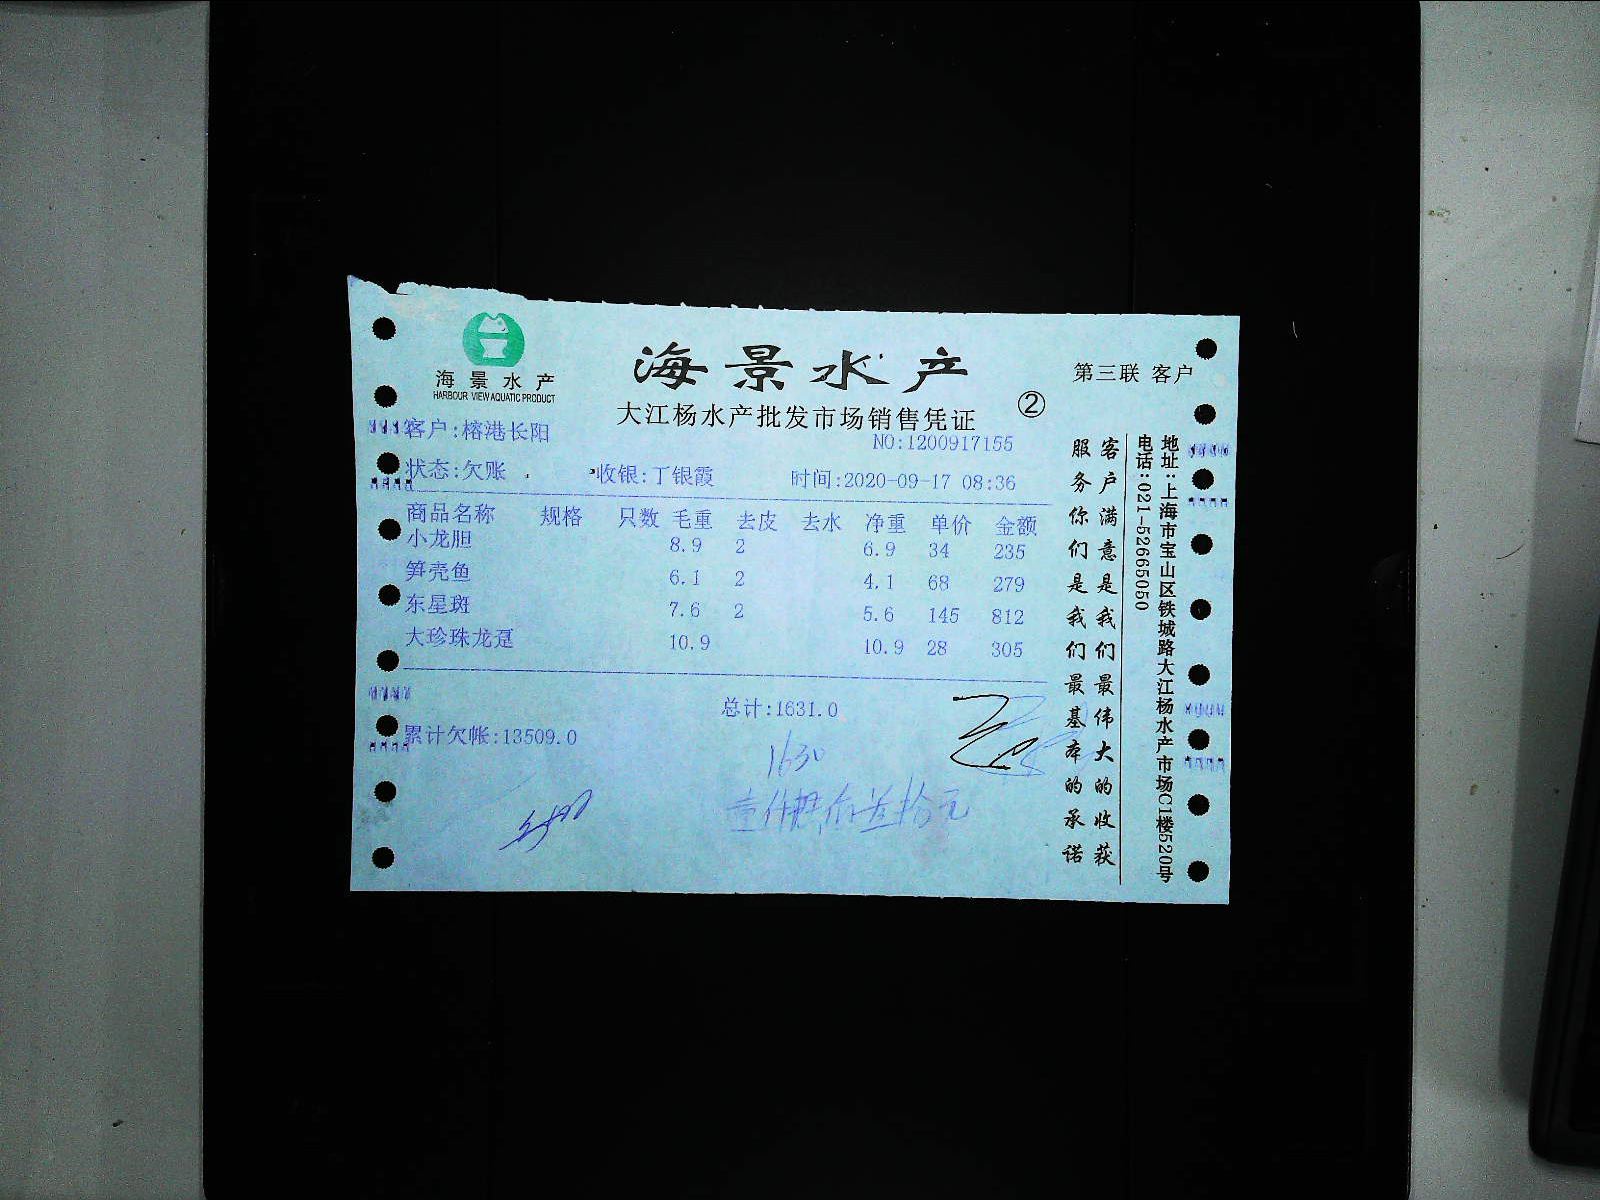 海景水产
HARBOUR VIEW AQUATIC PRODUCT
海景水产
大江杨水产批发市场销售凭证
②
第三联 客户
客户:榕港长阳
NO:1200917155
状态:欠账 收银:丁银霞 时间:2020-09-17 08:36
商品名称 规格 只数 毛重 去皮 去水 净重 单价 金额
小龙胆 8.9 2 6.9 34 235
笋壳鱼 6.1 2 4.1 68 279
东星斑 7.6 2 5.6 145 812
大珍珠龙趸 10.9 10.9 28 305
总计:1631.0
累计欠帐:13509.0
1630
壹仟陆佰叁拾元
客户满意是我们最伟大的收获
服务你们是我们最基本的承诺
地址:上海市宝山区铁城路大江杨水产市场C1楼520号
电话:021-52665050